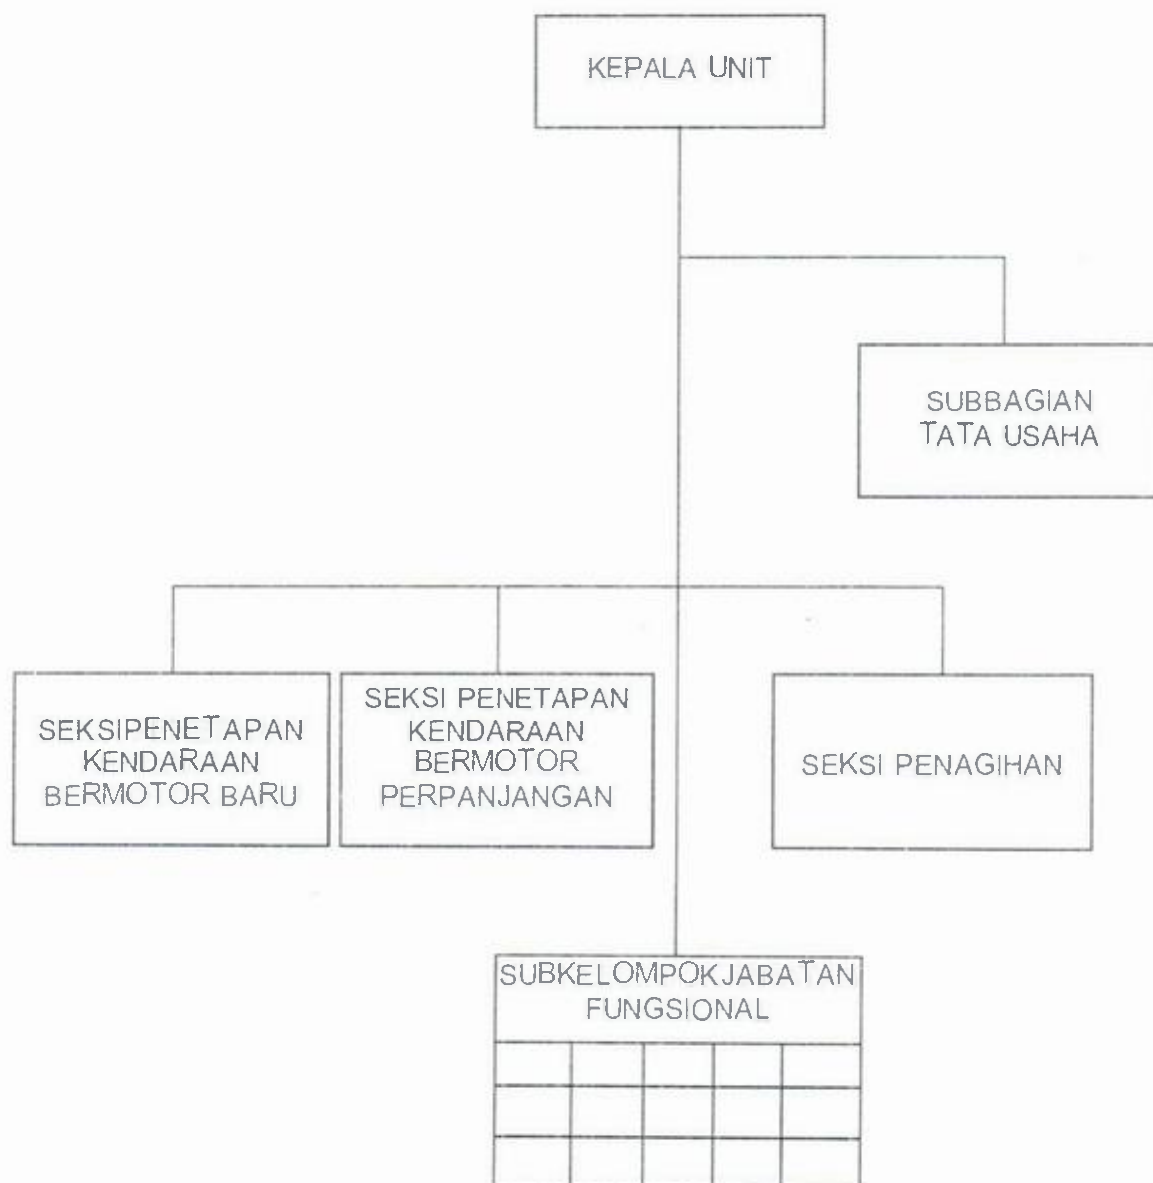 KEPALA UNIT
SUBBAGIAN
TATA USAHA
SEKSIPENETAPAN
KENDARAAN
BERMOTOR BARU
SEKSI PENETAPAN
KENDARAAN
BERMOTOR
PERPANJANGAN
SEKSI PENAGIHAN
SUBKELOMPOKJABATAN
FUNGSIONAL